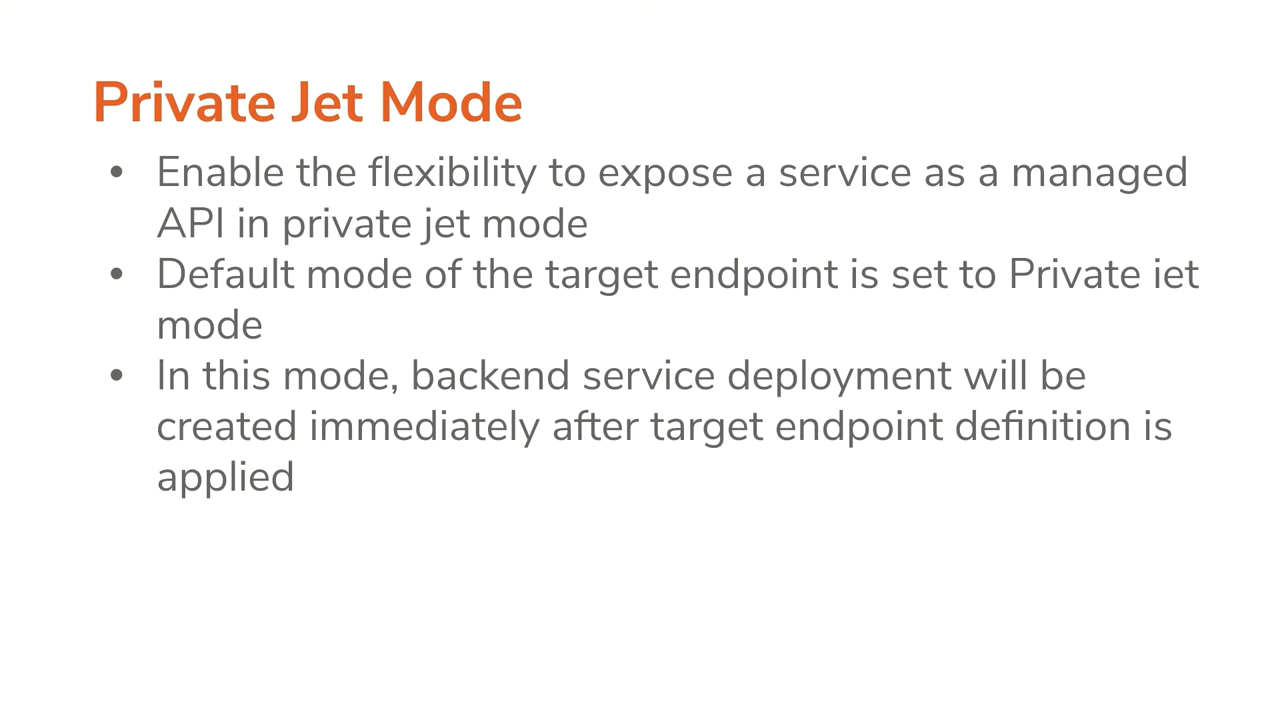 Private Jet Mode
• Enable the flexibility to expose a service as a managed
API in private jet mode
• Default mode of the target endpoint is set to Private iet
mode
• In this mode, backend service deployment will be
created immediately after target endpoint definition is
applied